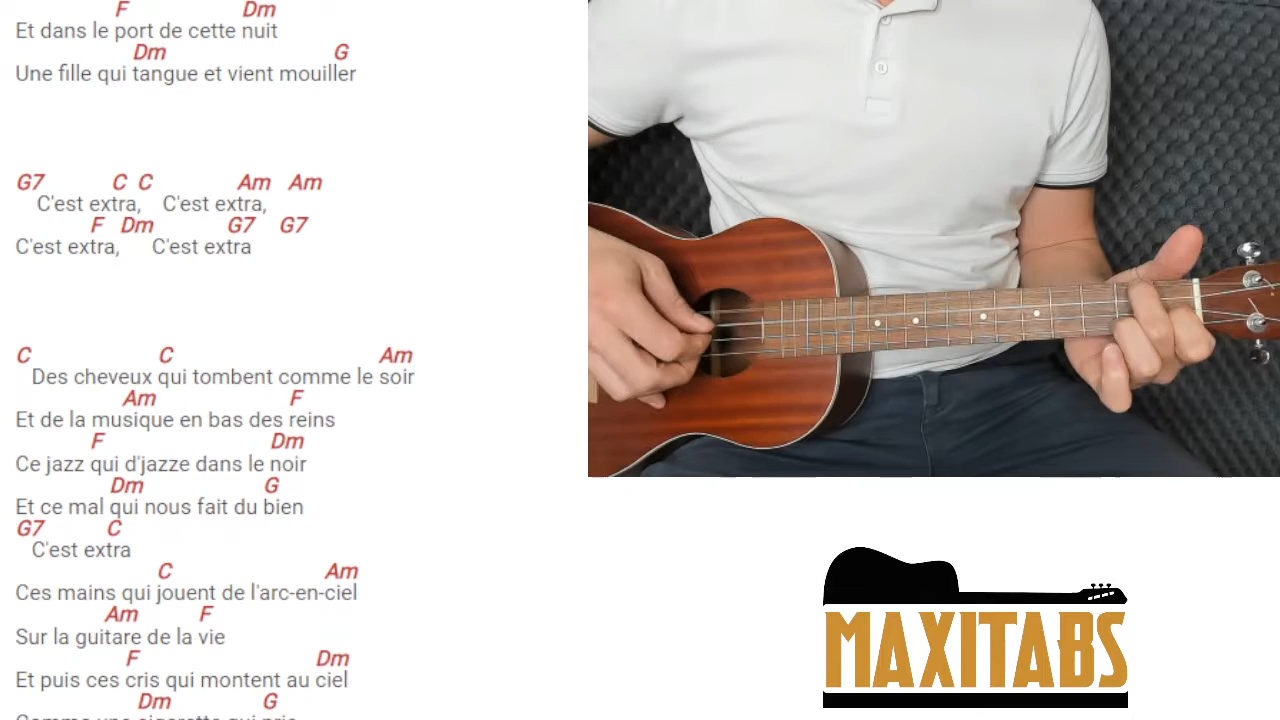 F Dm
Et dans le port de cette nuit
Dm G
Une fille qui tangue et vient mouiller
G7 C C Am Am
C'est extra, C'est extra,
F Dm G7 G7
C'est extra, C'est extra
C C Am
Des cheveux qui tombent comme le soir
Am F
Et de la musique en bas des reins
F Dm
Ce jazz qui d'jazze dans le noir
Dm G
Et ce mal qui nous fait du bien
G7 C
C'est extra
C Am
Ces mains qui jouent de l'arc-en-ciel
Am F
Sur la guitare de la vie
F Dm
Et puis ces cris qui montent au ciel
Dm G
MAXITABS